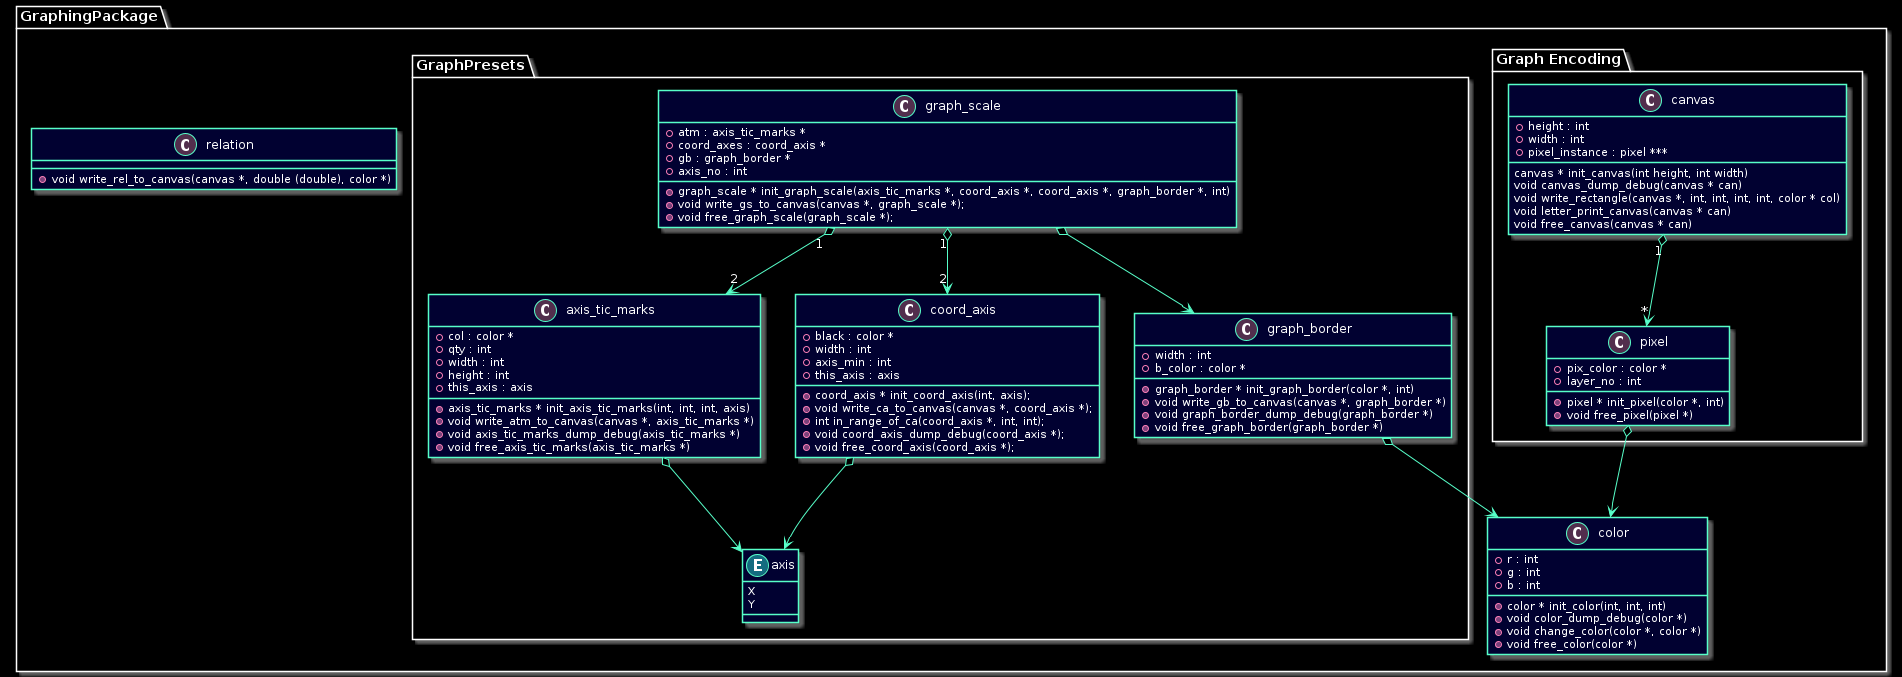 GraphingPackage
GraphPresets
Graph Encoding
C relation
void write_rel_to_canvas(canvas *, double (double), color *)
C graph_scale
atm : axis_tic_marks *
coord_axes : coord_axis *
gb : graph_border *
axis_no : int
graph_scale * init_graph_scale(axis_tic_marks *, coord_axis *, coord_axis *, graph_border *, int)
void write_gs_to_canvas(canvas *, graph_scale *);
void free_graph_scale(graph_scale *);
C canvas
height : int
width : int
pixel_instance : pixel ***
canvas * init_canvas(int height, int width)
void canvas_dump_debug(canvas * can)
void write_rectangle(canvas *, int, int, int, int, color * col)
void letter_print_canvas(canvas * can)
void free_canvas(canvas * can)
1
1
1
2
2
*
C axis_tic_marks
col : color *
qty : int
width : int
height : int
this_axis : axis
axis_tic_marks * init_axis_tic_marks(int, int, int, axis)
void write_atm_to_canvas(canvas *, axis_tic_marks *)
void axis_tic_marks_dump_debug(axis_tic_marks *)
void free_axis_tic_marks(axis_tic_marks *)
C coord_axis
black : color *
width : int
axis_min : int
this_axis : axis
coord_axis * init_coord_axis(int, axis);
void write_ca_to_canvas(canvas *, coord_axis *);
int in_range_of_ca(coord_axis *, int, int);
void coord_axis_dump_debug(coord_axis *);
void free_coord_axis(coord_axis *);
C graph_border
width : int
b_color : color *
graph_border * init_graph_border(color *, int)
void write_gb_to_canvas(canvas *, graph_border *)
void graph_border_dump_debug(graph_border *)
void free_graph_border(graph_border *)
C pixel
pix_color : color *
layer_no : int
pixel * init_pixel(color *, int)
void free_pixel(pixel *)
E axis
X
Y
C color
r : int
g : int
b : int
color * init_color(int, int, int)
void color_dump_debug(color *)
void change_color(color *, color *)
void free_color(color *)